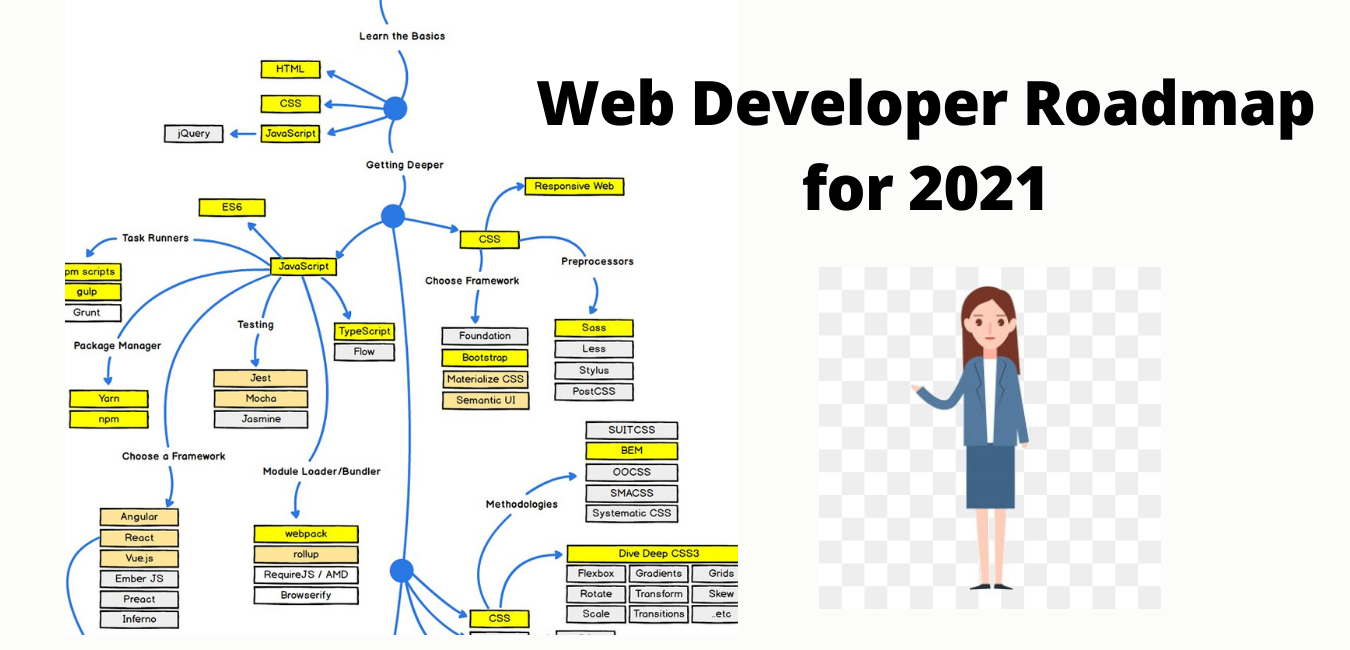 Web Developer Roadmap
for 2021
Learn the Basics
HTML
CSS
JavaScript
jQuery
Getting Deeper
Responsive Web
CSS
Preprocessors
Sass
Less
Stylus
PostCSS
Choose Framework
Foundation
Bootstrap
Materialize CSS
Semantic UI
ES6
JavaScript
Task Runners
pm scripts
gulp
Grunt
Package Manager
Yarn
npm
Testing
Jest
Mocha
Jasmine
TypeScript
Flow
Choose a Framework
Angular
React
Vue.js
Ember JS
Preact
Inferno
Module Loader/Bundler
webpack
rollup
RequireJS / AMD
Browserify
Methodologies
SUITCSS
BEM
OOCSS
SMACSS
Systematic CSS
Dive Deep CSS3
Flexbox Gradients Grids
Rotate Transform Skew
Scale Transitions ..etc
CSS